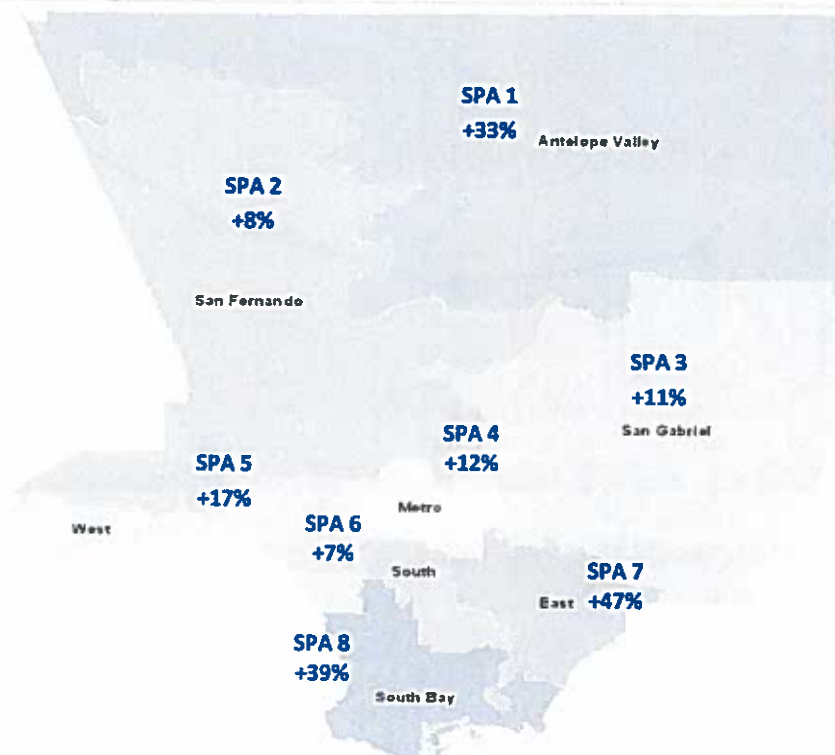 SPA 1
+33%
Antelope Valley
SPA 2
+8%
San Fernando
SPA 3
+11%
San Gabriel
SPA 4
+12%
Metro
SPA 5
+17%
West
SPA 6
+7%
South
SPA 7
East +47%
SPA 8
+39%
South Bay